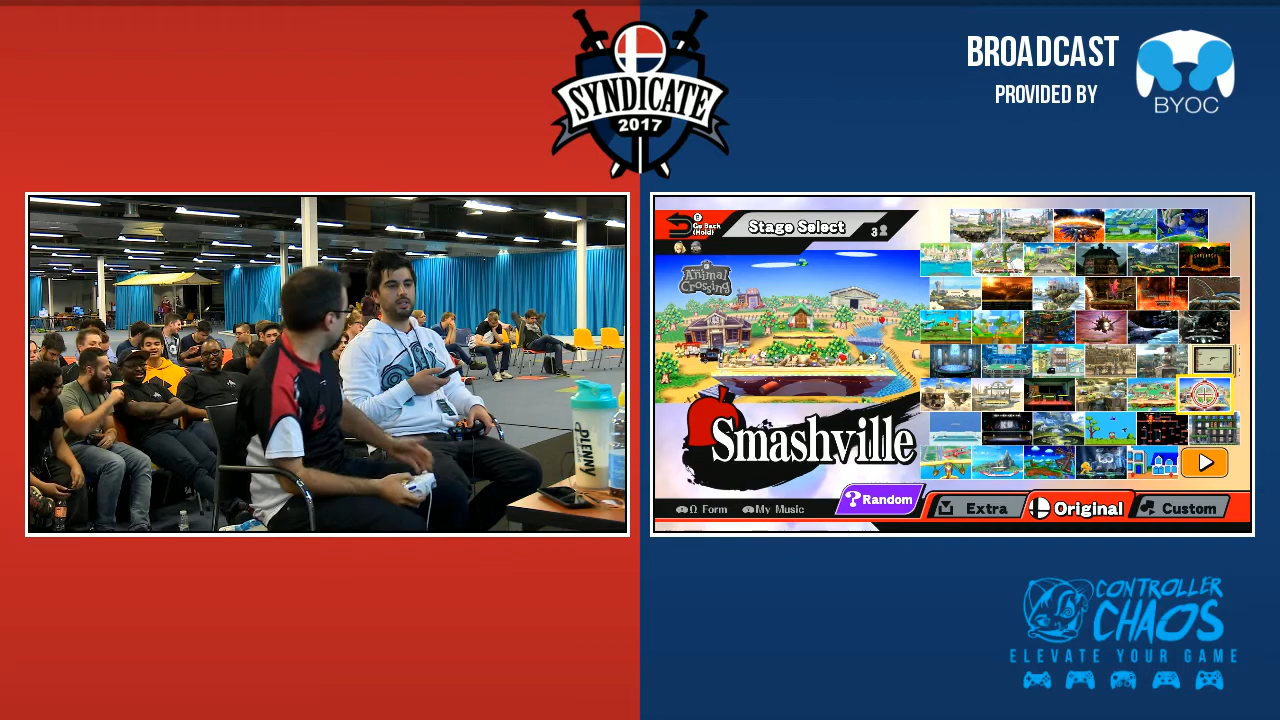 SYNDICATE
2017
BROADCAST
PROVIDED BY
BYOC
Go Back
(Hold)
Stage Select
3
Animal
Crossing
Smashville
? Random
Ω Form
My Music
Extra
Original
Custom
CONTROLLER
CHAOS
ELEVATE YOUR GAME